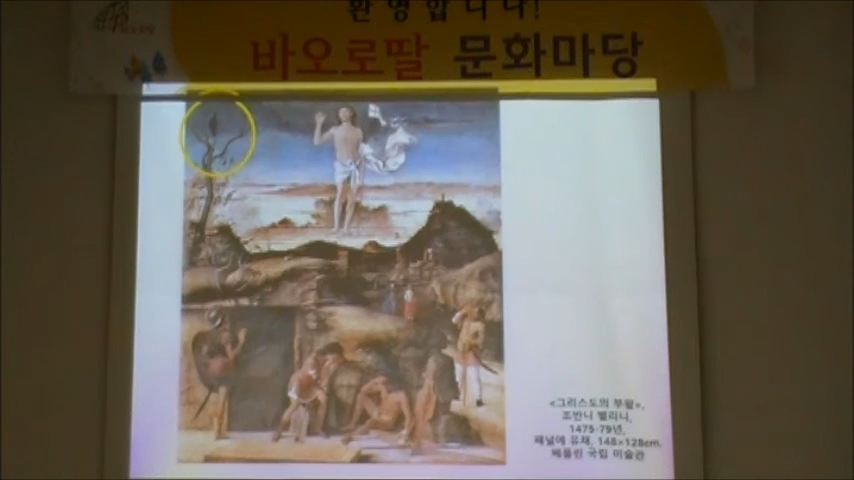 환영합니다!
바오로딸 문화마당
<그리스도의 부활>,
조반니 벨리니,
1475-79년,
패널에 유채, 148×128cm,
베를린 국립 미술관